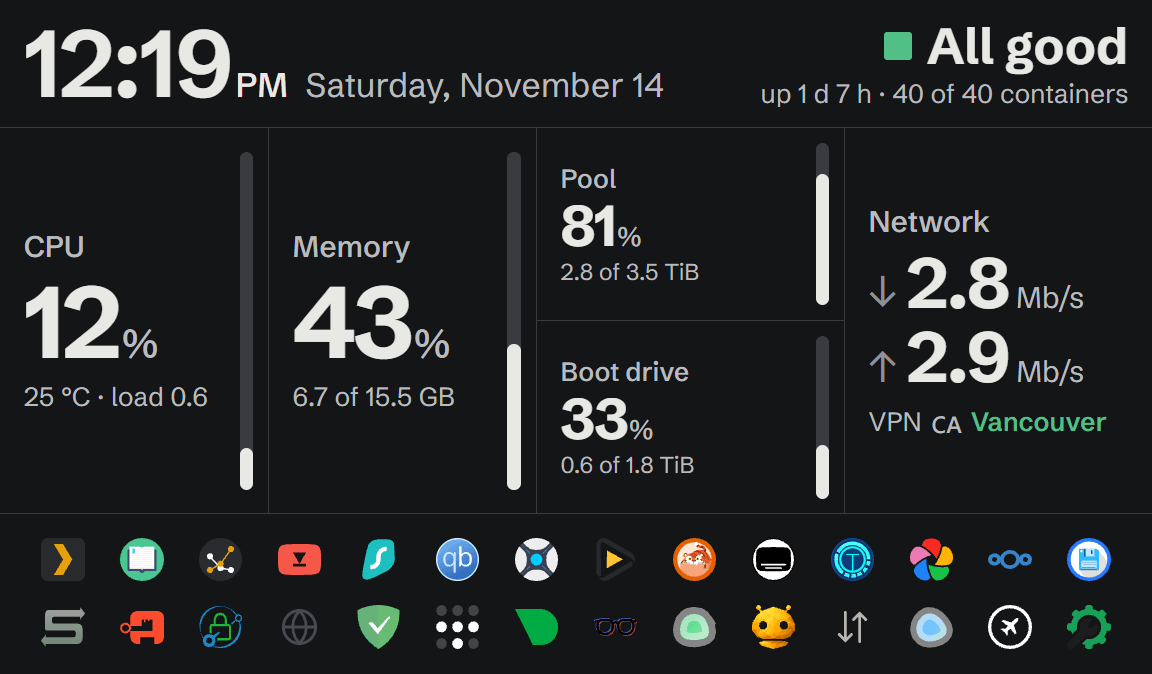 12:19 PM Saturday, November 14
All good
up 1 d 7 h · 40 of 40 containers
CPU
12%
25 °C · load 0.6
Memory
43%
6.7 of 15.5 GB
Pool
81%
2.8 of 3.5 TiB
Boot drive
33%
0.6 of 1.8 TiB
Network
↓ 2.8 Mb/s
↑ 2.9 Mb/s
VPN CA Vancouver
qb
T